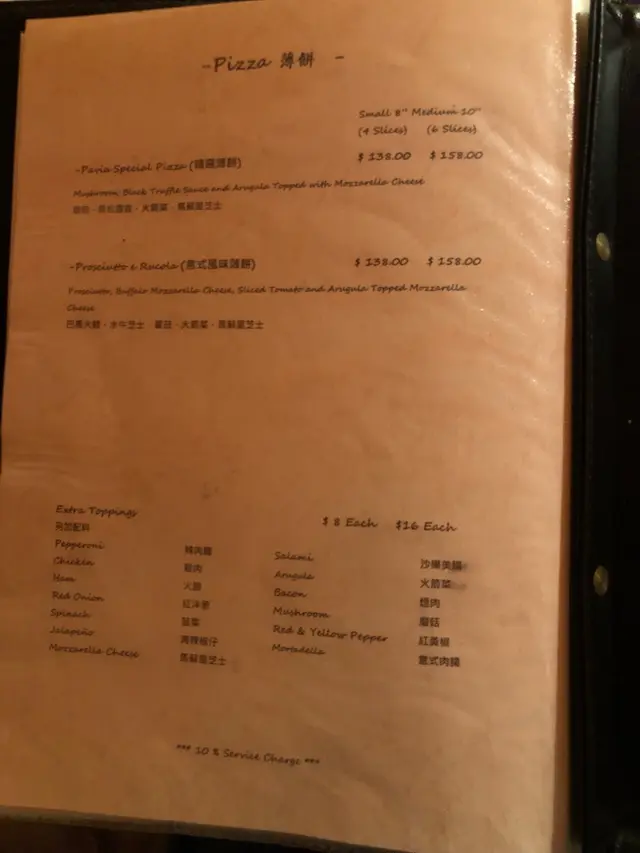 -Pizza 薄餅 -
Small 8" Medium 10"
(4 Slices) (6 Slices)
-Pavia Special Pizza (精選薄餅) $ 138.00 $ 158.00
Mushroom, Black Truffle Sauce and Arugula Topped with Mozzarella Cheese
火箭菜、馬蘇里芝士
-Prosciutto e Rucola (意式風味薄餅) $ 138.00 $ 158.00
Prosciutto, Buffalo Mozzarella Cheese, Sliced Tomato and Arugula Topped Mozzarella
Cheese
巴馬火腿、水牛芝士 蕃茄、火箭菜、馬蘇里芝士
Extra Toppings $ 8 Each $16 Each
另加配料
Pepperoni 辣肉腸
Chicken 雞肉
Ham 火腿
Red Onion 紅洋葱
Spinach 菠菜
Jalapeño 青辣椒仔
Mozzarella Cheese 馬蘇里芝士
Salami 沙樂美腸
Arugula 火箭菜
Bacon 煙肉
Mushroom 蘑菇
Red & Yellow Pepper 紅黃椒
Mortadella 意式肉腸
*** 10 % Service Charge ***